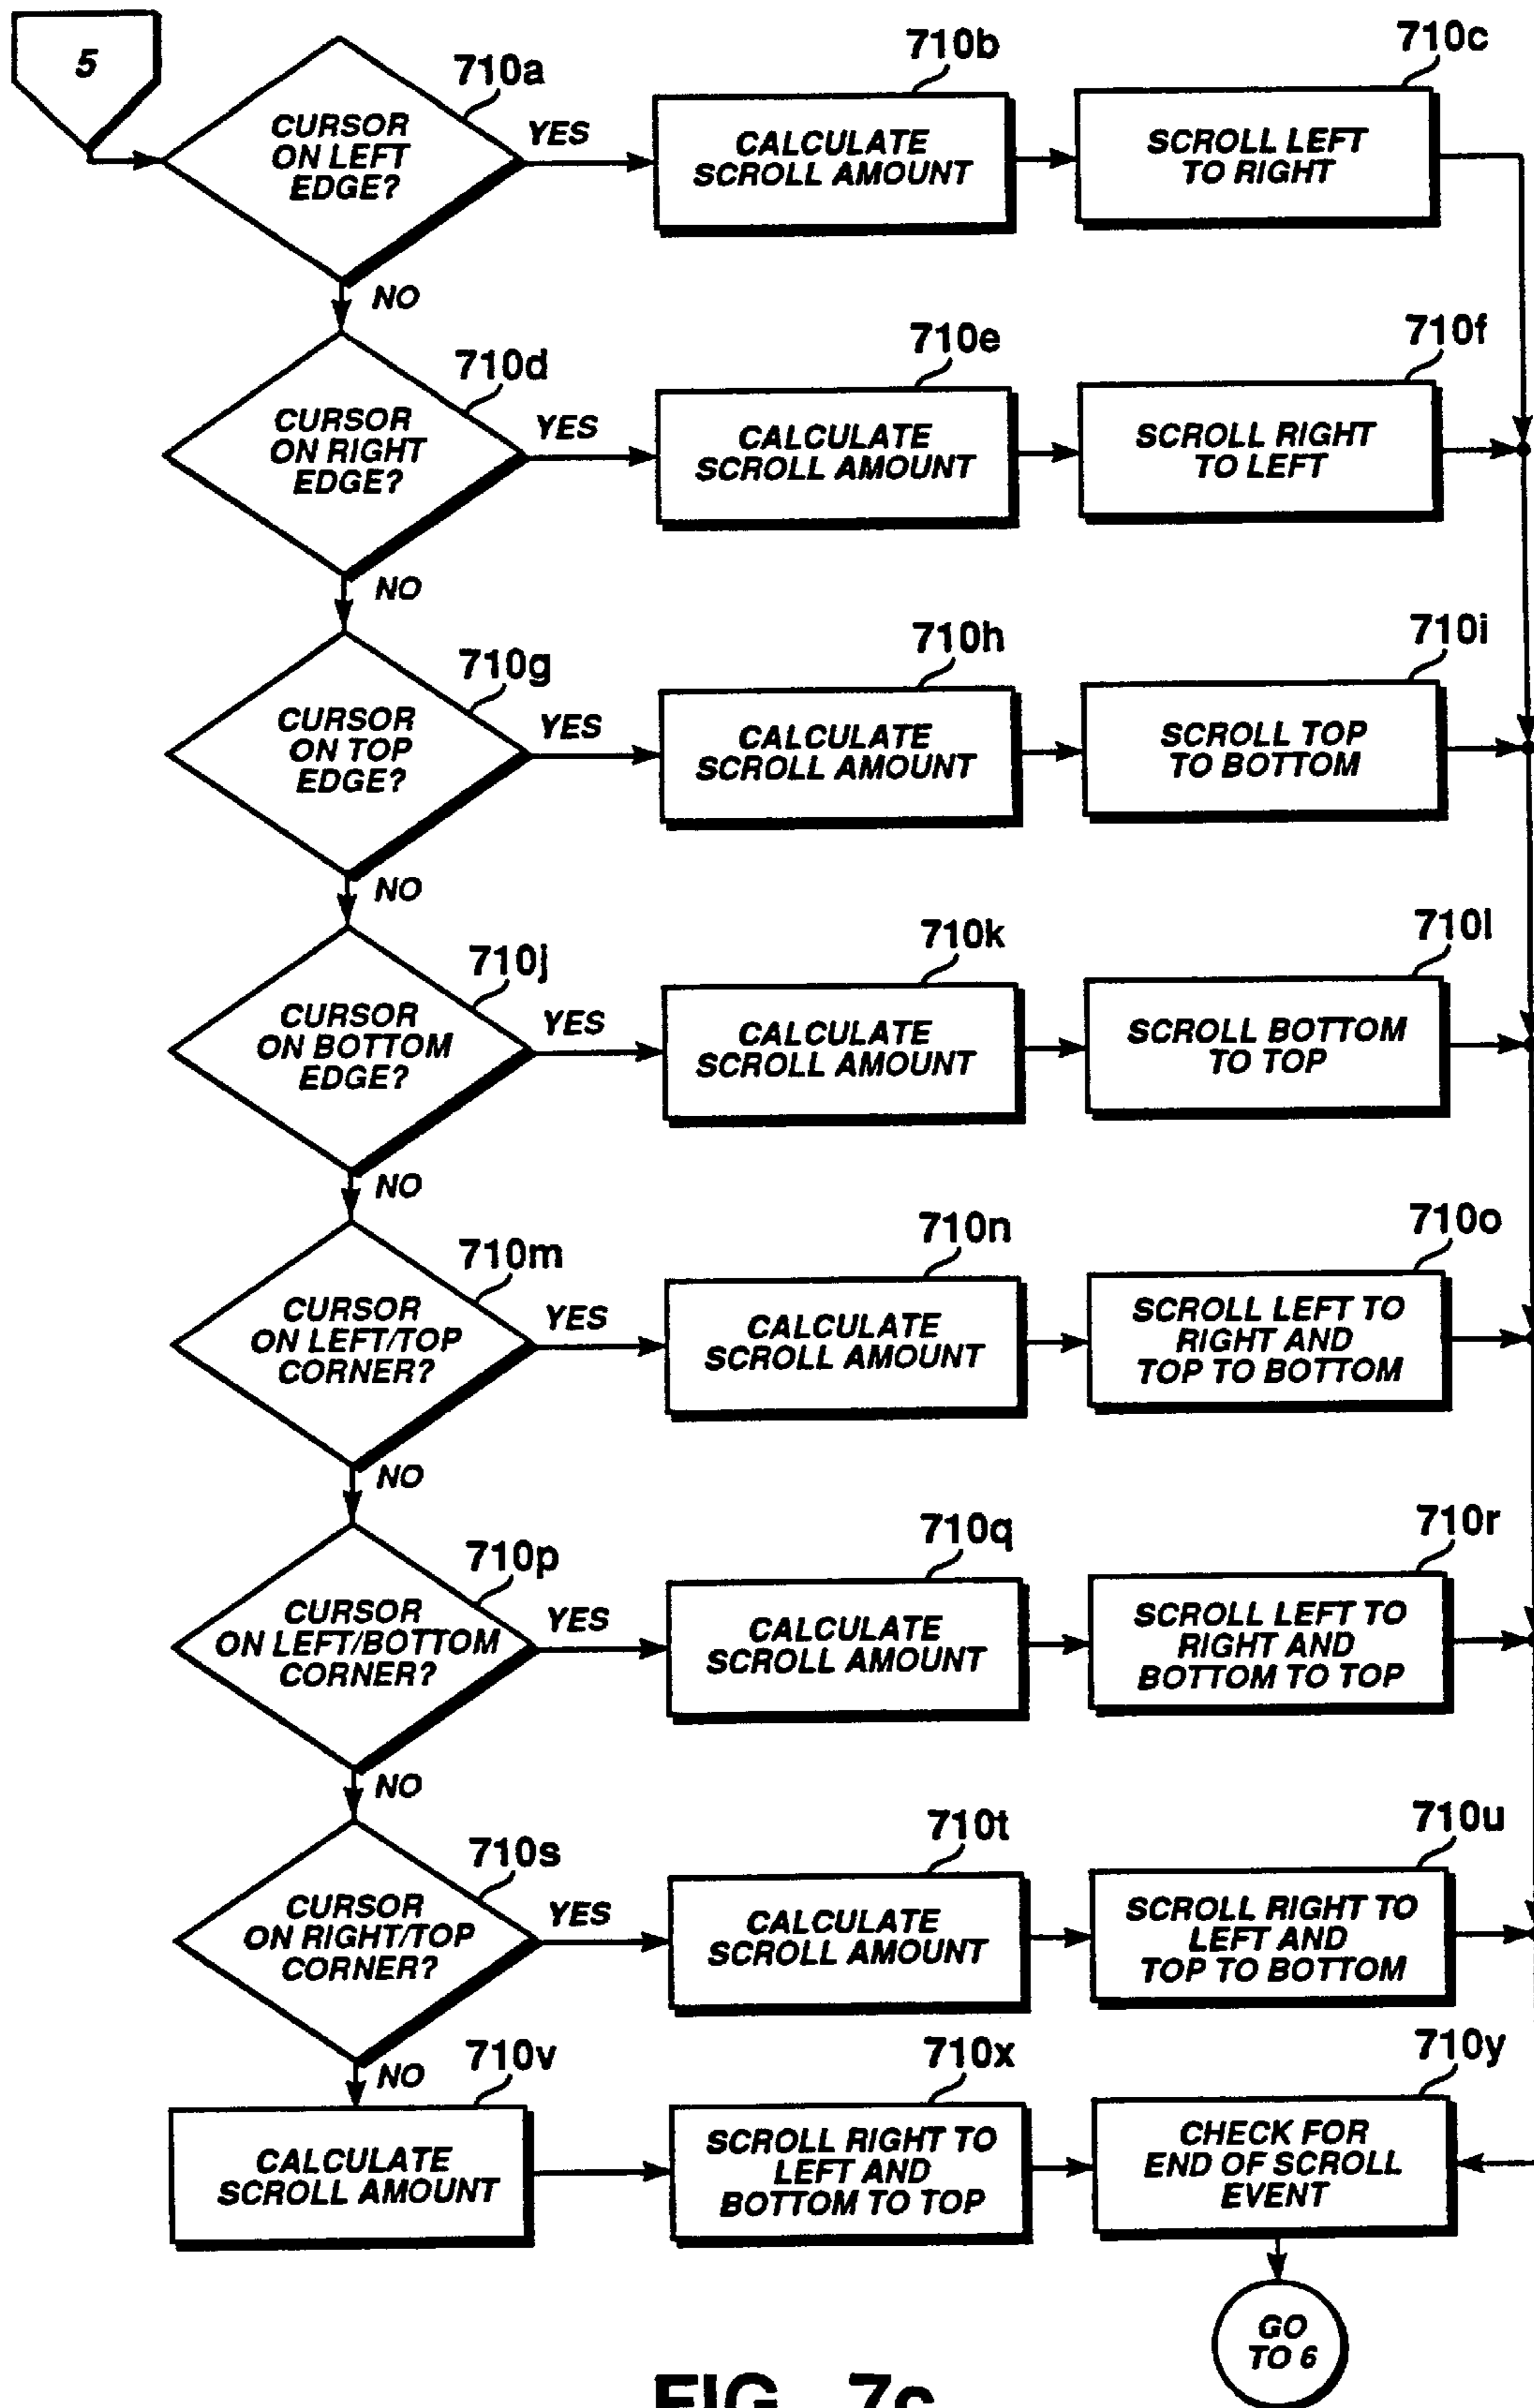 5
710a
CURSOR
ON LEFT
EDGE?
YES
710b
CALCULATE
SCROLL AMOUNT
710c
SCROLL LEFT
TO RIGHT
NO
710d
CURSOR
ON RIGHT
EDGE?
YES
710e
CALCULATE
SCROLL AMOUNT
710f
SCROLL RIGHT
TO LEFT
NO
710g
CURSOR
ON TOP
EDGE?
YES
710h
CALCULATE
SCROLL AMOUNT
710i
SCROLL TOP
TO BOTTOM
NO
710j
CURSOR
ON BOTTOM
EDGE?
YES
710k
CALCULATE
SCROLL AMOUNT
710l
SCROLL BOTTOM
TO TOP
NO
710m
CURSOR
ON LEFT/TOP
CORNER?
YES
710n
CALCULATE
SCROLL AMOUNT
710o
SCROLL LEFT TO
RIGHT AND
TOP TO BOTTOM
NO
710p
CURSOR
ON LEFT/BOTTOM
CORNER?
YES
710q
CALCULATE
SCROLL AMOUNT
710r
SCROLL LEFT TO
RIGHT AND
BOTTOM TO TOP
NO
710s
CURSOR
ON RIGHT/TOP
CORNER?
YES
710t
CALCULATE
SCROLL AMOUNT
710u
SCROLL RIGHT TO
LEFT AND
TOP TO BOTTOM
NO
710v
CALCULATE
SCROLL AMOUNT
710x
SCROLL RIGHT TO
LEFT AND
BOTTOM TO TOP
710y
CHECK FOR
END OF SCROLL
EVENT
GO
TO 6
FIG. 7c